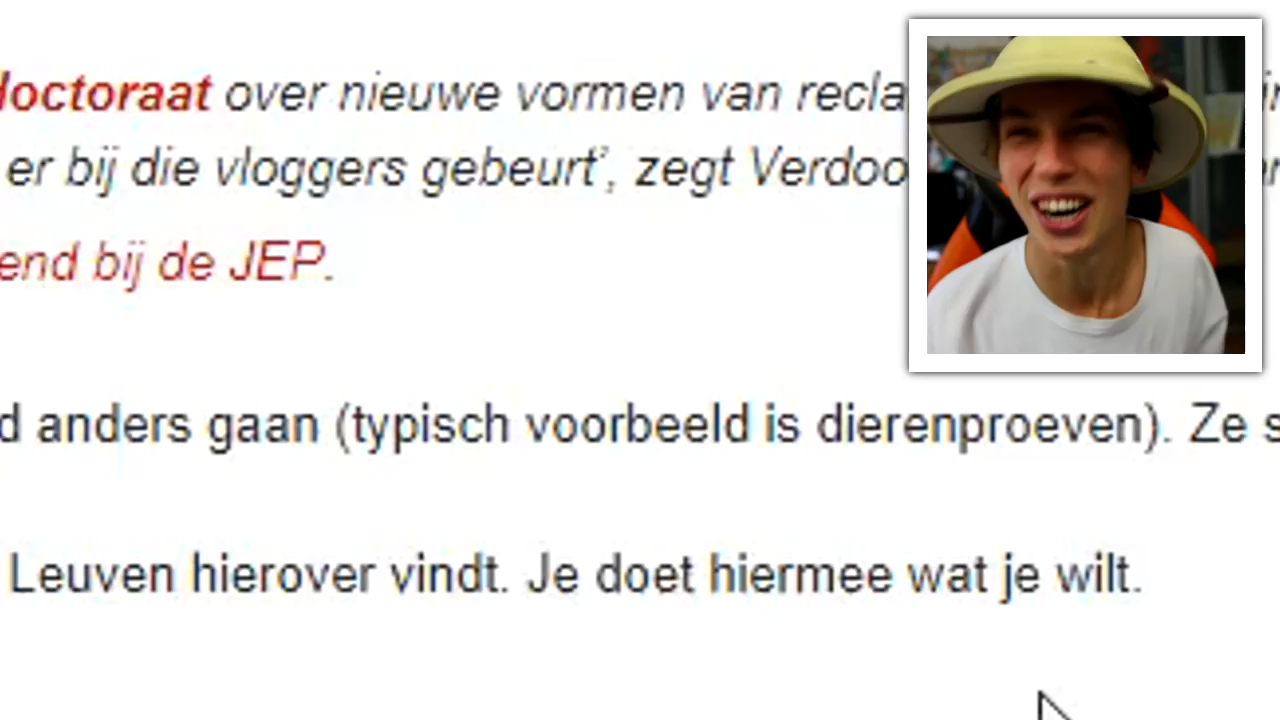 doctoraat over nieuwe vormen van recla
er bij die vloggers gebeurt', zegt Verdoo
end bij de JEP.
d anders gaan (typisch voorbeeld is dierenproeven). Ze s
Leuven hierover vindt. Je doet hiermee wat je wilt.